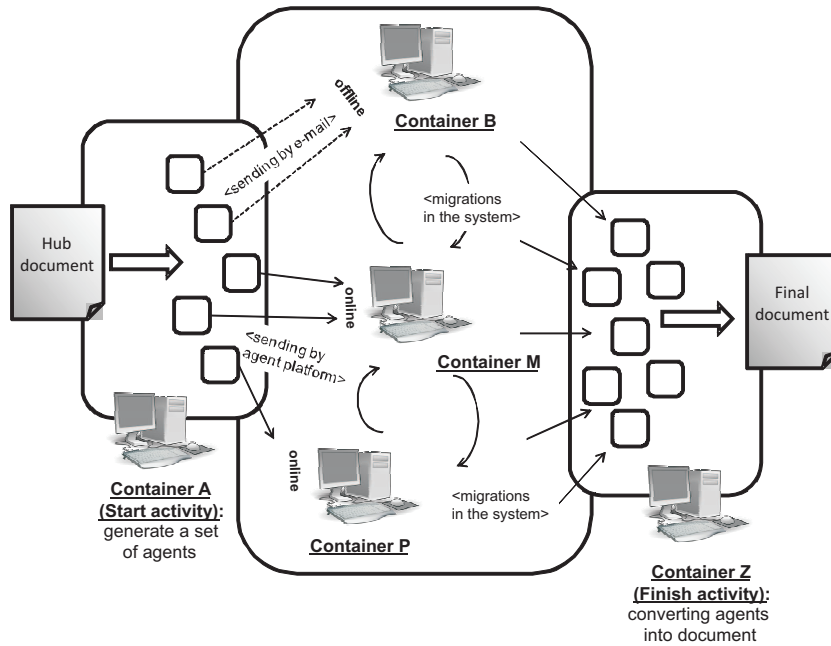 Hub
document
offline
<sending by e-mail>
Container B
<migrations
in the system>
online
<sending by
agent platform>
Container M
online
<migrations
in the system>
Container P
Container A
(Start activity):
generate a set
of agents
Final
document
Container Z
(Finish activity):
converting agents
into document